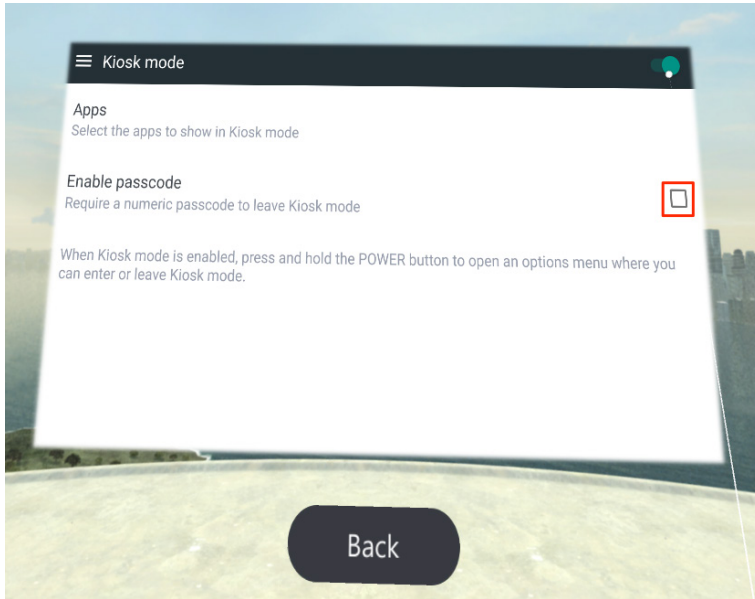 Kiosk mode
Apps
Select the apps to show in Kiosk mode
Enable passcode
Require a numeric passcode to leave Kiosk mode
When Kiosk mode is enabled, press and hold the POWER button to open an options menu where you
can enter or leave Kiosk mode.
Back